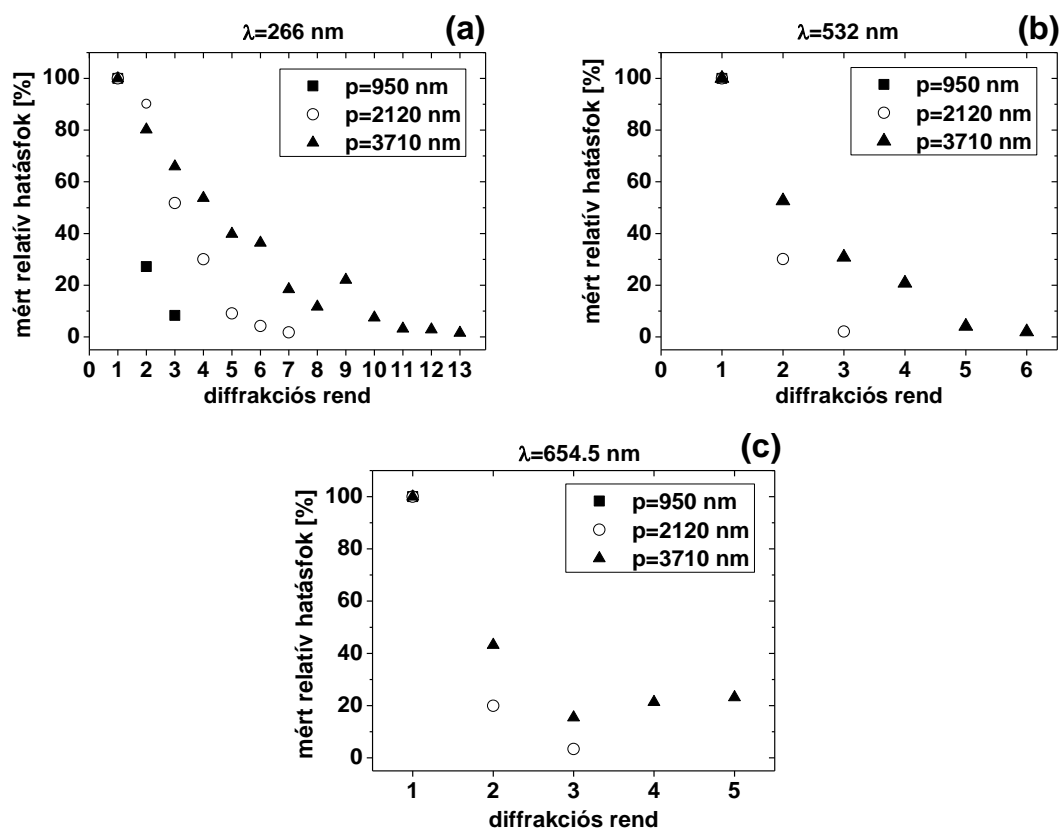 λ=266 nm
(a)
mért relatív hatásfok [%]
100
80
60
40
20
0
p=950 nm
p=2120 nm
p=3710 nm
0 1 2 3 4 5 6 7 8 9 10 11 12 13
diffrakciós rend
λ=532 nm
(b)
mért relatív hatásfok [%]
100
80
60
40
20
0
p=950 nm
p=2120 nm
p=3710 nm
0 1 2 3 4 5 6
diffrakciós rend
λ=654.5 nm
(c)
mért relatív hatásfok [%]
100
80
60
40
20
0
p=950 nm
p=2120 nm
p=3710 nm
1 2 3 4 5
diffrakciós rend